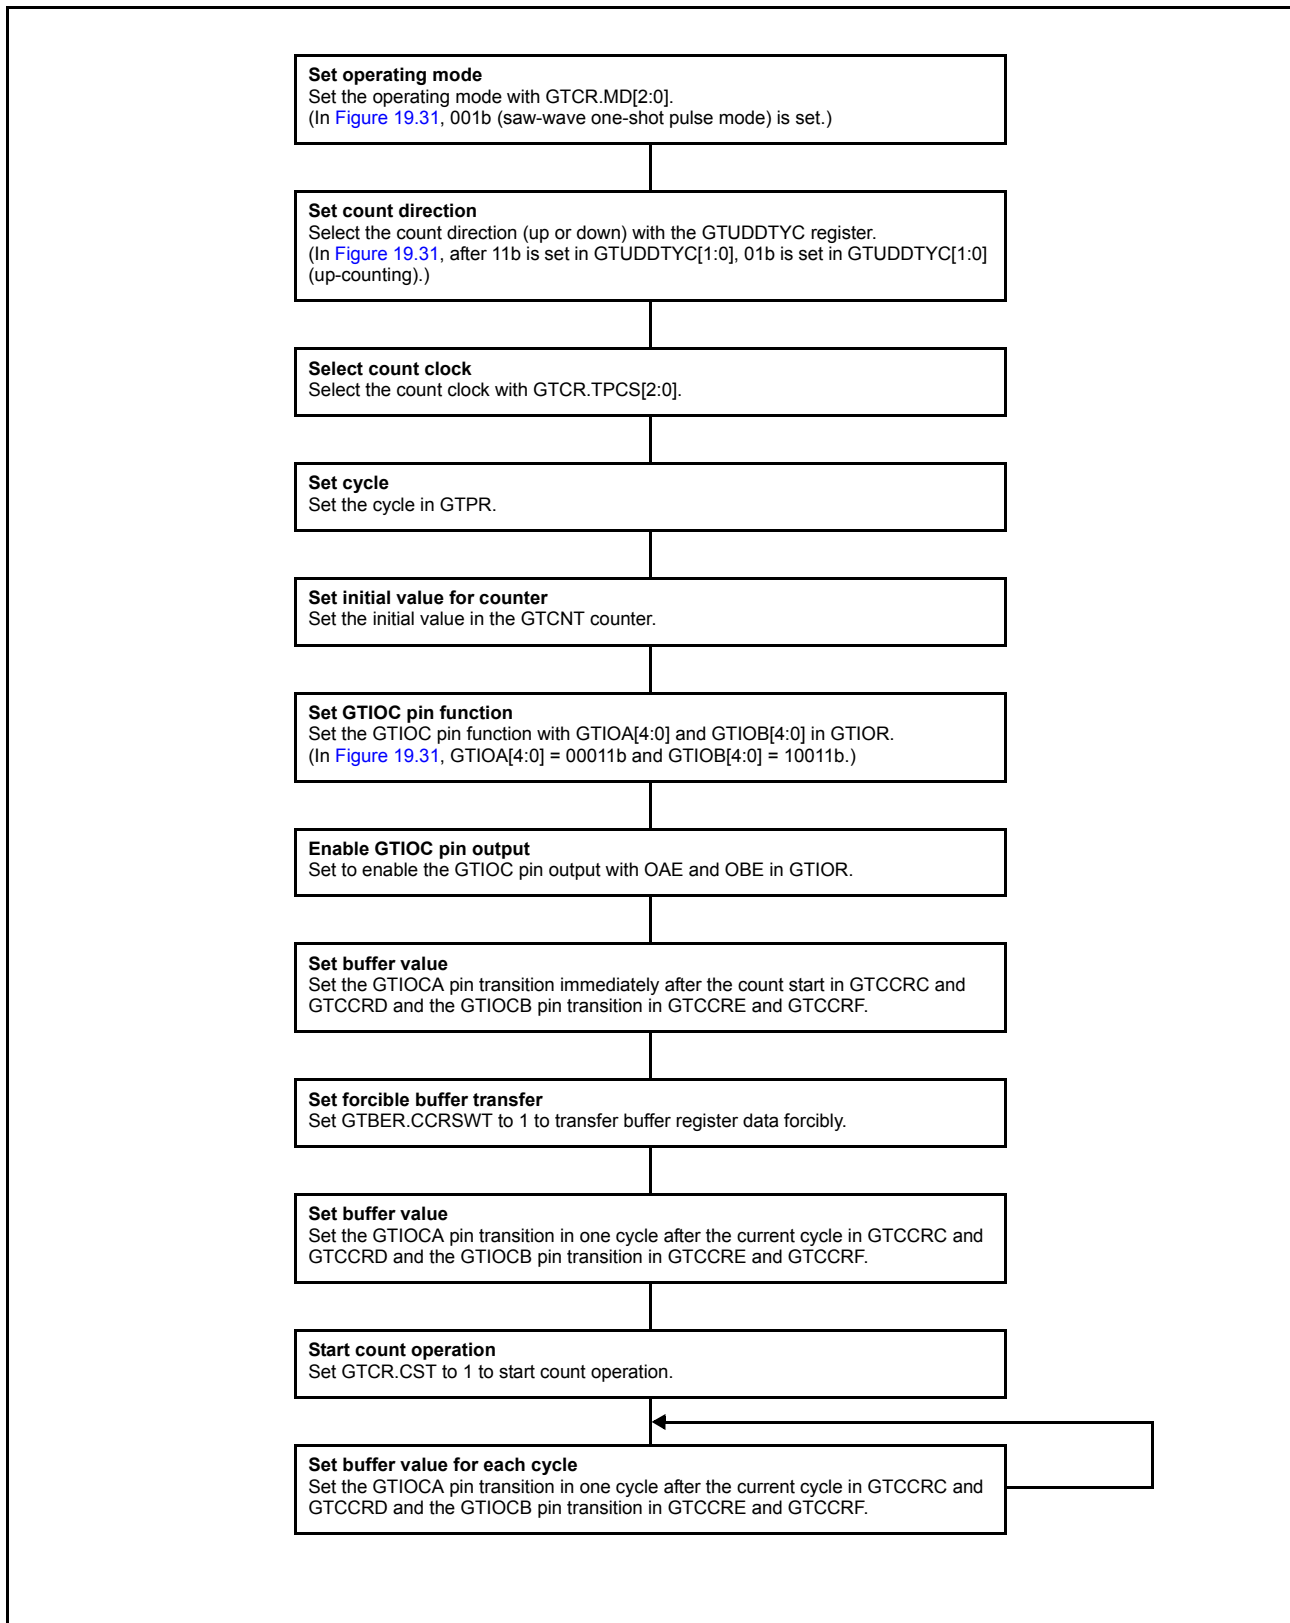 Set operating mode
Set the operating mode with GTCR.MD[2:0].
(In Figure 19.31, 001b (saw-wave one-shot pulse mode) is set.)
Set count direction
Select the count direction (up or down) with the GTUDDTYC register.
(In Figure 19.31, after 11b is set in GTUDDTYC[1:0], 01b is set in GTUDDTYC[1:0]
(up-counting).)
Select count clock
Select the count clock with GTCR.TPCS[2:0].
Set cycle
Set the cycle in GTPR.
Set initial value for counter
Set the initial value in the GTCNT counter.
Set GTIOC pin function
Set the GTIOC pin function with GTIOA[4:0] and GTIOB[4:0] in GTIOR.
(In Figure 19.31, GTIOA[4:0] = 00011b and GTIOB[4:0] = 10011b.)
Enable GTIOC pin output
Set to enable the GTIOC pin output with OAE and OBE in GTIOR.
Set buffer value
Set the GTIOCA pin transition immediately after the count start in GTCCRC and
GTCCRD and the GTIOCB pin transition in GTCCRE and GTCCRF.
Set forcible buffer transfer
Set GTBER.CCRSWT to 1 to transfer buffer register data forcibly.
Set buffer value
Set the GTIOCA pin transition in one cycle after the current cycle in GTCCRC and
GTCCRD and the GTIOCB pin transition in GTCCRE and GTCCRF.
Start count operation
Set GTCR.CST to 1 to start count operation.
Set buffer value for each cycle
Set the GTIOCA pin transition in one cycle after the current cycle in GTCCRC and
GTCCRD and the GTIOCB pin transition in GTCCRE and GTCCRF.